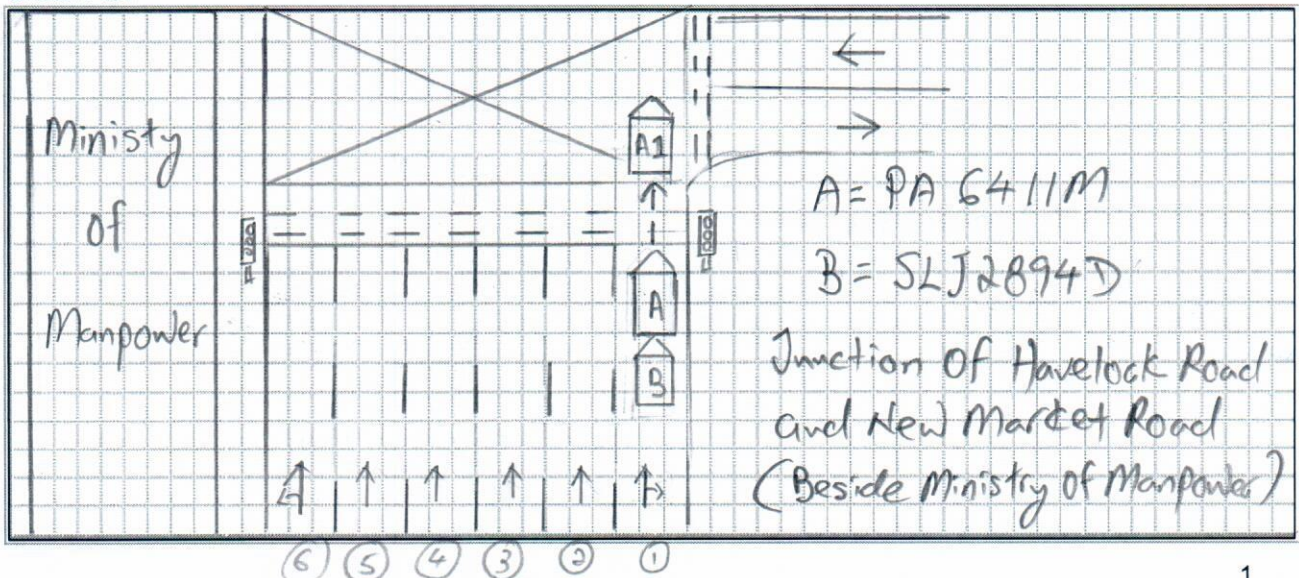 Ministy
of
Manpower
A1
A
B
A= PA 6411M
B= SLJ2894D
Junction Of Havelock Road
and New Market Road
(Beside Ministry of Manpower)
6 5 4 3 2 1
1